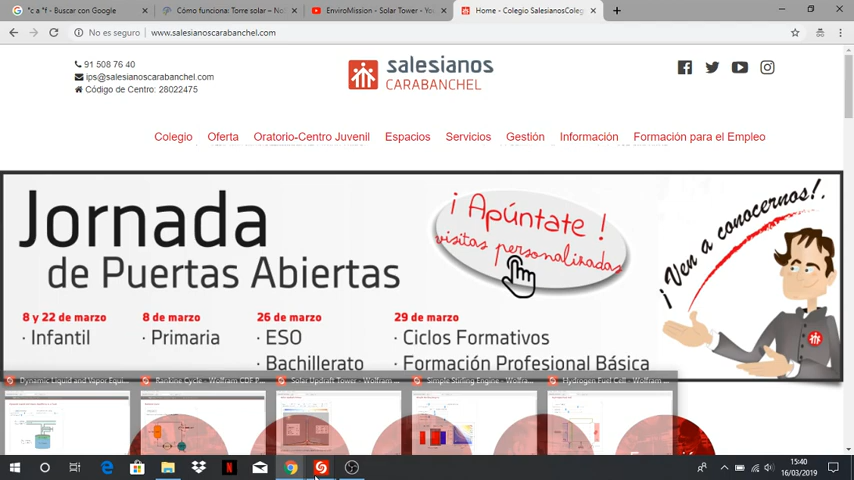 °c a °f - Buscar con Google
Cómo funciona: Torre solar – No
EnviroMission - Solar Tower - Yo
Home - Colegio SalesianosColeg
No es seguro | www.salesianoscarabanchel.com
91 508 76 40
ips@salesianoscarabanchel.com
Código de Centro: 28022475
salesianos
CARABANCHEL
Colegio Oferta Oratorio-Centro Juvenil Espacios Servicios Gestión Información Formación para el Empleo
Jornada
de Puertas Abiertas
¡ Apúntate !
visitas personalizadas
¡Ven a conocernos!.
8 y 22 de marzo 8 de marzo 26 de marzo 29 de marzo
· Infantil · Primaria · ESO · Ciclos Formativos
· Bachillerato · Formación Profesional Básica
Dynamic Liquid and Vapor Equi... Rankine Cycle - Wolfram CDF P... Solar Updraft Tower - Wolfram ... Simple Stirling Engine - Wolfra... Hydrogen Fuel Cell - Wolfram ...
15:40
16/03/2019